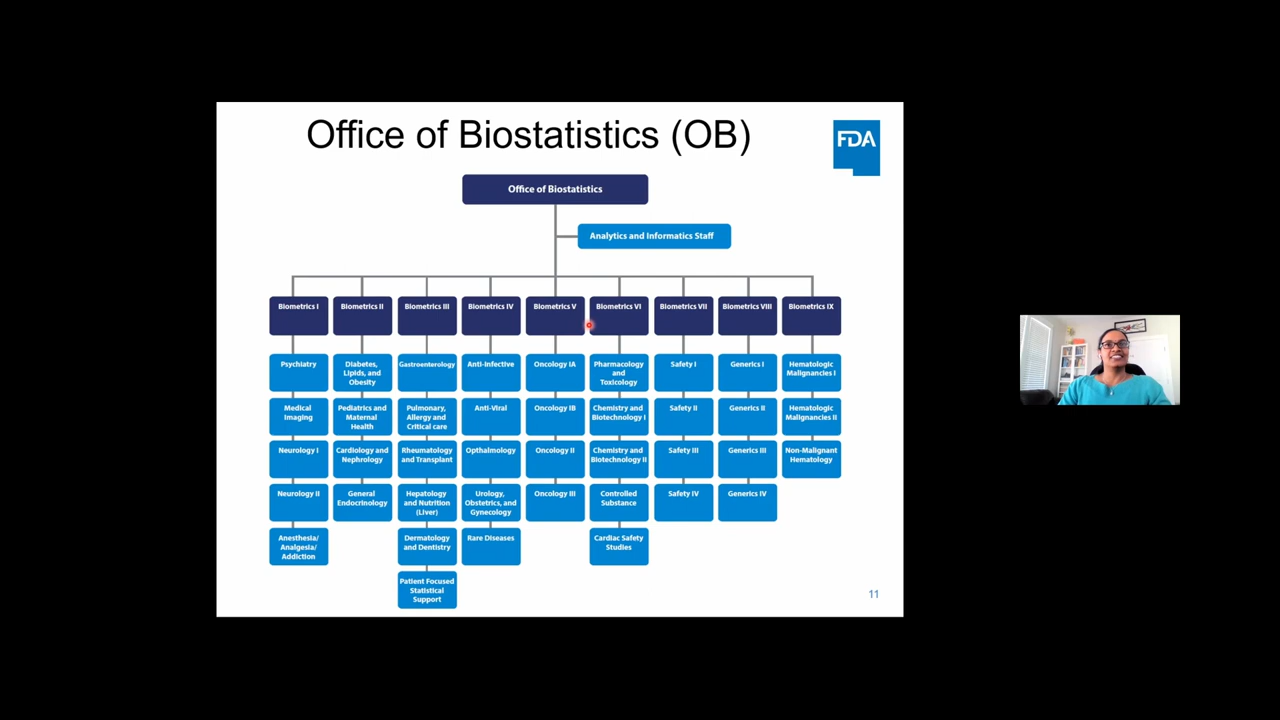 Office of Biostatistics (OB)
FDA
Office of Biostatistics
Analytics and Informatics Staff
Biometrics I
Biometrics II
Biometrics III
Biometrics IV
Biometrics V
Biometrics VI
Biometrics VII
Biometrics VIII
Biometrics IX
Psychiatry
Diabetes,
Lipids, and
Obesity
Gastroenterology
Anti-Infective
Oncology IA
Pharmacology
and
Toxicology
Safety I
Generics I
Hematologic
Malignancies I
Medical
Imaging
Pediatrics and
Maternal
Health
Pulmonary,
Allergy and
Critical care
Anti-Viral
Oncology IB
Chemistry and
Biotechnology I
Safety II
Generics II
Hematologic
Malignancies II
Neurology I
Cardiology and
Nephrology
Rheumatology
and Transplant
Opthalmology
Oncology II
Chemistry and
Biotechnology II
Safety III
Generics III
Non-Malignant
Hematology
Neurology II
General
Endocrinology
Hepatology
and Nutrition
(Liver)
Urology,
Obstetrics, and
Gynecology
Oncology III
Controlled
Substance
Safety IV
Generics IV
Anesthesia/
Analgesia/
Addiction
Dermatology
and Dentistry
Rare Diseases
Cardiac Safety
Studies
Patient Focused
Statistical
Support
11